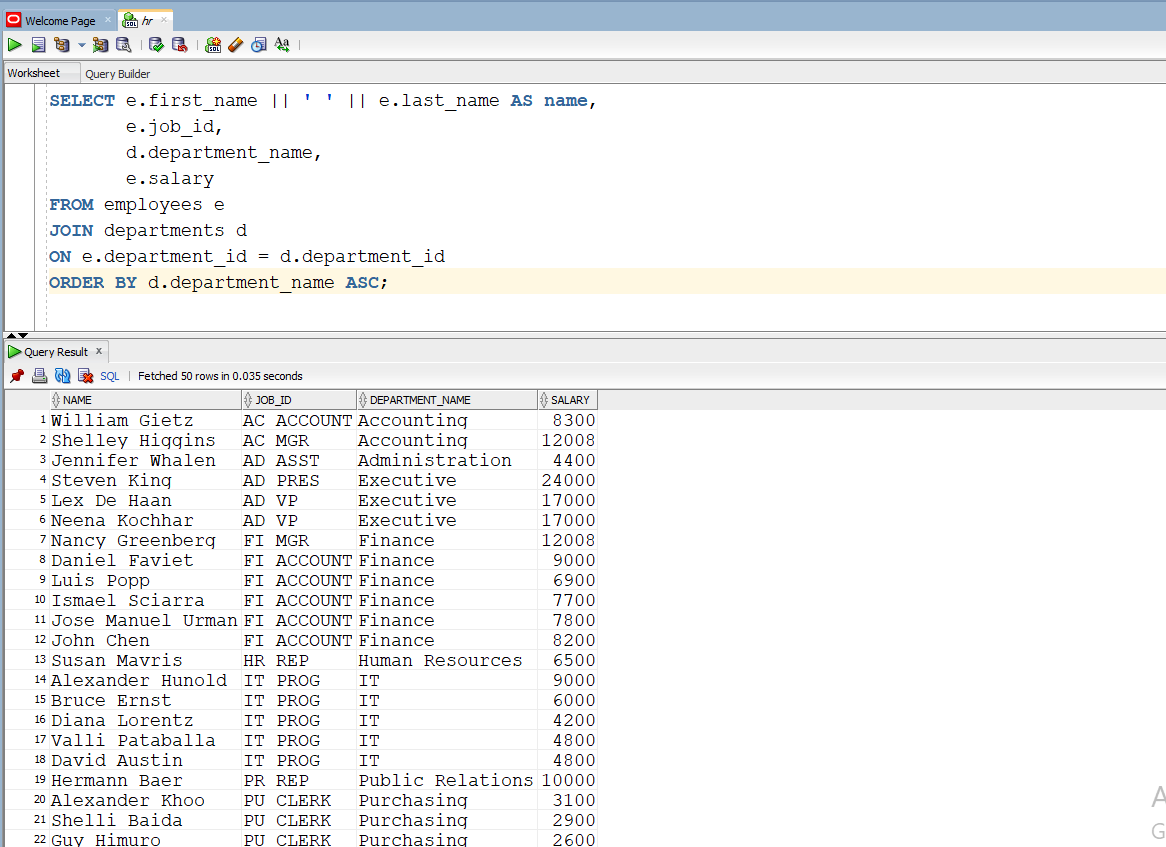 Welcome Page × hr ×
Worksheet Query Builder
SELECT e.first_name || ' ' || e.last_name AS name,
e.job_id,
d.department_name,
e.salary
FROM employees e
JOIN departments d
ON e.department_id = d.department_id
ORDER BY d.department_name ASC;
Query Result ×
SQL | Fetched 50 rows in 0.035 seconds
NAME JOB_ID DEPARTMENT_NAME SALARY
1 William Gietz AC ACCOUNT Accounting 8300
2 Shelley Higgins AC MGR Accounting 12008
3 Jennifer Whalen AD ASST Administration 4400
4 Steven King AD PRES Executive 24000
5 Lex De Haan AD VP Executive 17000
6 Neena Kochhar AD VP Executive 17000
7 Nancy Greenberg FI MGR Finance 12008
8 Daniel Faviet FI ACCOUNT Finance 9000
9 Luis Popp FI ACCOUNT Finance 6900
10 Ismael Sciarra FI ACCOUNT Finance 7700
11 Jose Manuel Urman FI ACCOUNT Finance 7800
12 John Chen FI ACCOUNT Finance 8200
13 Susan Mavris HR REP Human Resources 6500
14 Alexander Hunold IT PROG IT 9000
15 Bruce Ernst IT PROG IT 6000
16 Diana Lorentz IT PROG IT 4200
17 Valli Pataballa IT PROG IT 4800
18 David Austin IT PROG IT 4800
19 Hermann Baer PR REP Public Relations 10000
20 Alexander Khoo PU CLERK Purchasing 3100
21 Shelli Baida PU CLERK Purchasing 2900
22 Guy Himuro PU CLERK Purchasing 2600